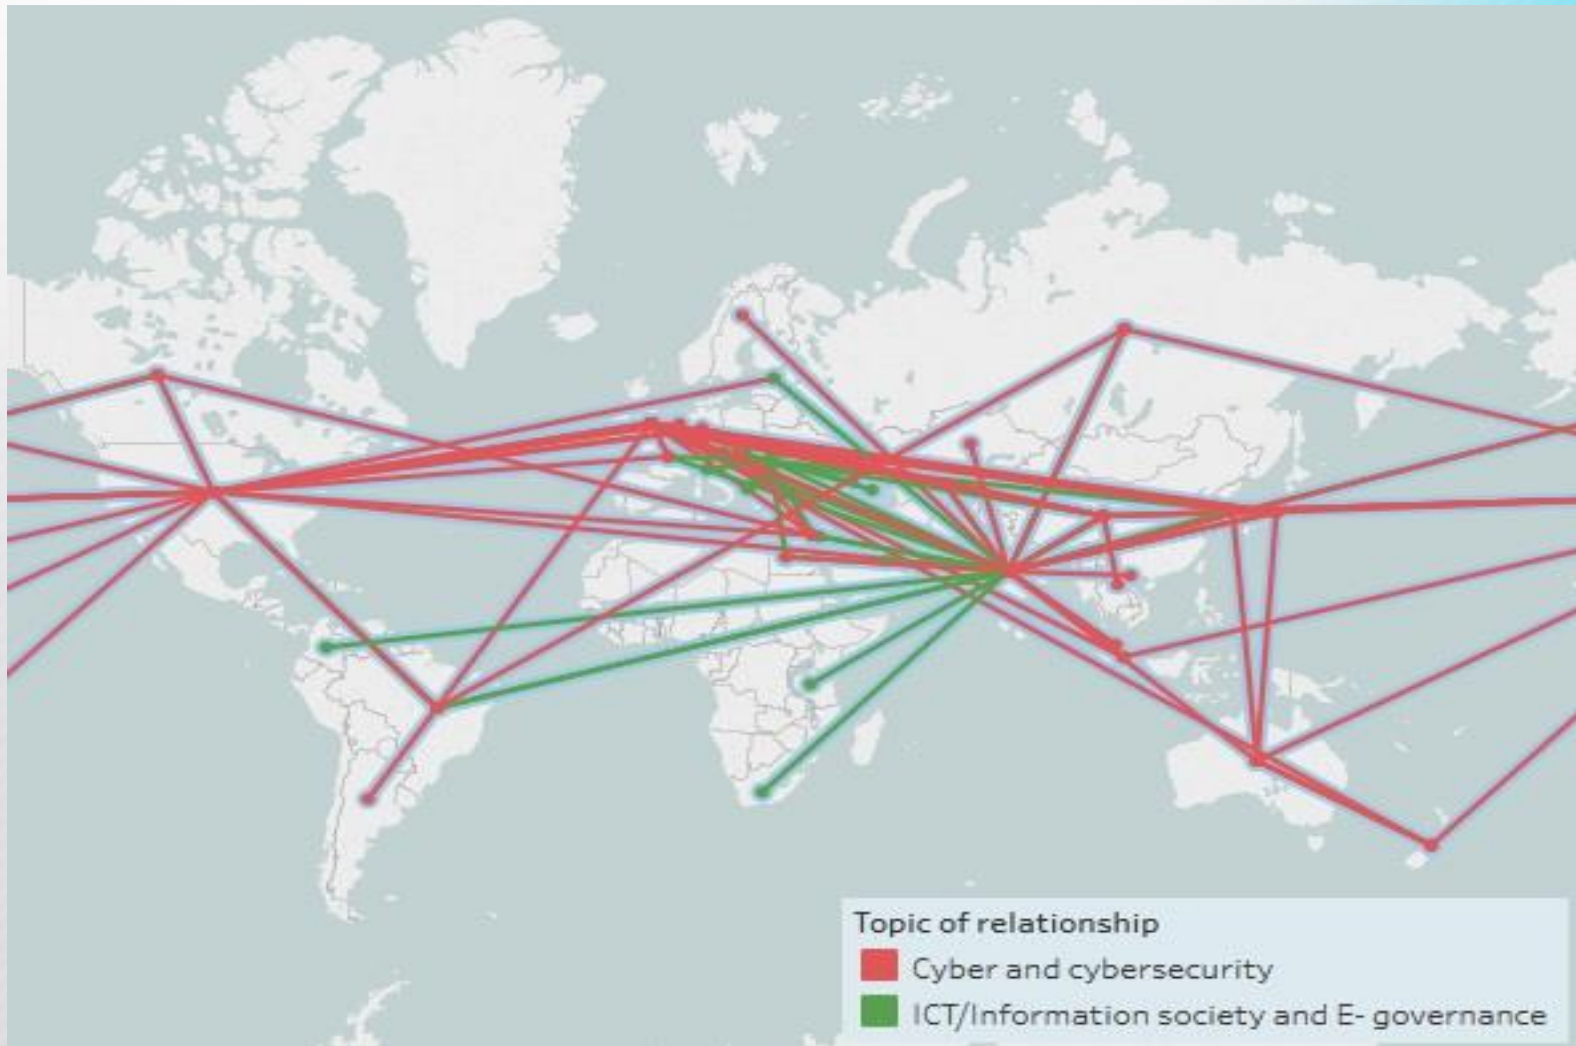 Topic of relationship
Cyber and cybersecurity
ICT/Information society and E- governance